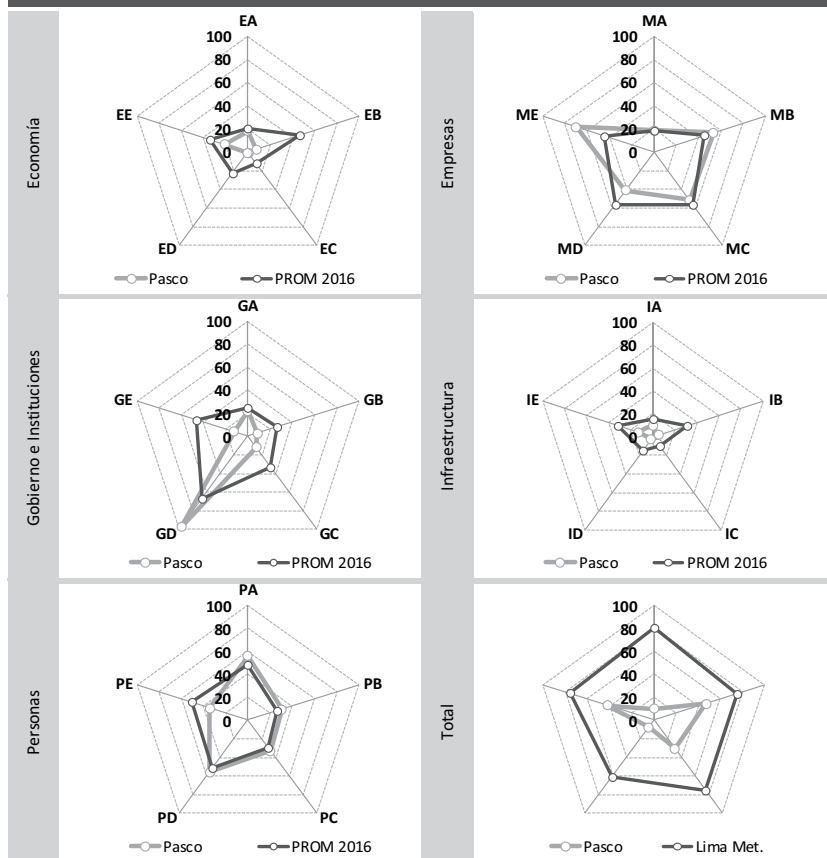 Economía
EA
100
80
60
40
20
0
EE
EB
ED
EC
Pasco
PROM 2016
Empresas
MA
100
80
60
40
20
0
ME
MB
MD
MC
Pasco
PROM 2016
Gobierno e Instituciones
GA
100
80
60
40
20
0
GE
GB
GD
GC
Pasco
PROM 2016
Infraestructura
IA
100
80
60
40
20
0
IE
IB
ID
IC
Pasco
PROM 2016
Personas
PA
100
80
60
40
20
0
PE
PB
PD
PC
Pasco
PROM 2016
Total
100
80
60
40
20
0
Pasco
Lima Met.